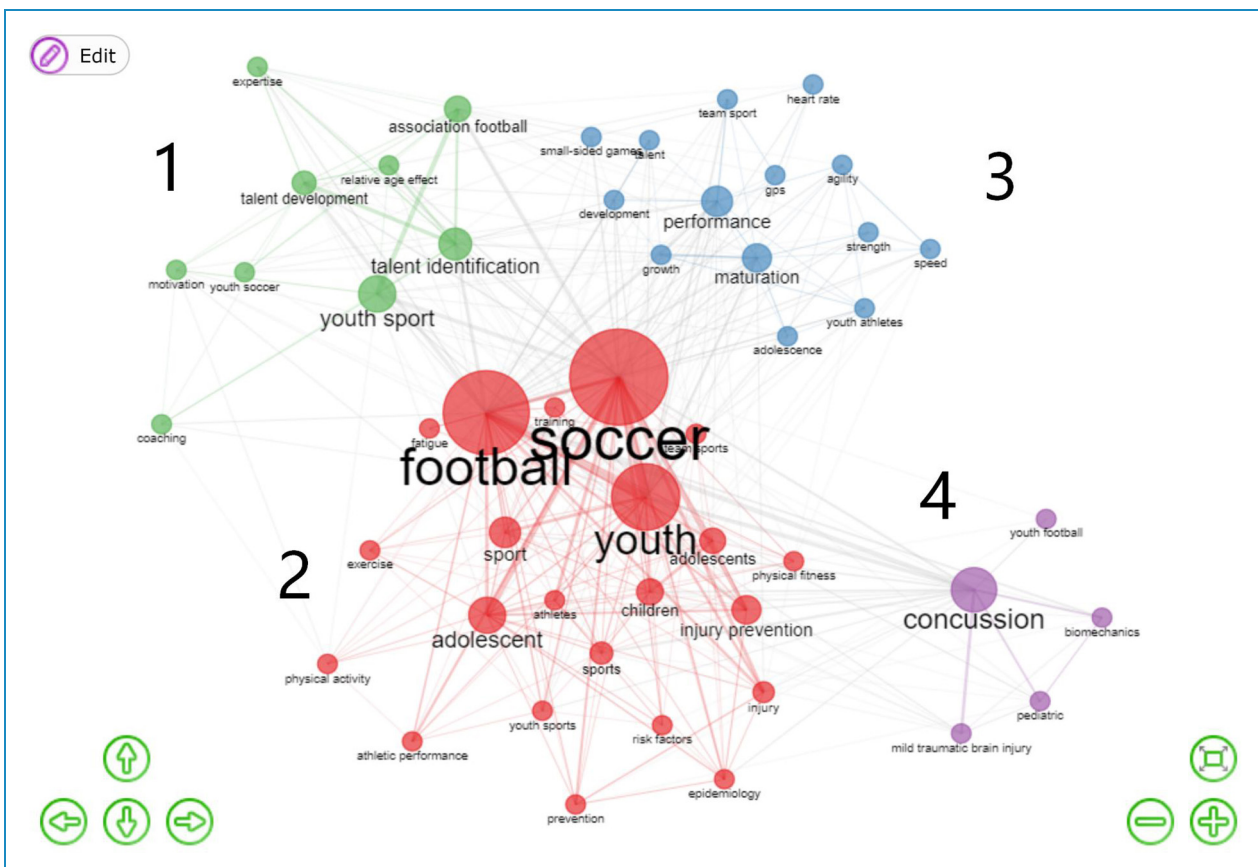 Edit
expertise
association football
relative age effect
talent development
talent identification
motivation
youth soccer
youth sport
coaching
1
heart rate
team sport
small-sided games
talent
gps
agility
development
performance
strength
growth
maturation
speed
youth athletes
adolescence
3
training
fatigue
soccer
team sports
football
youth
sport
adolescents
exercise
physical fitness
2
athletes
children
adolescent
injury prevention
physical activity
sports
injury
youth sports
risk factors
athletic performance
epidemiology
prevention
4
youth football
concussion
biomechanics
pediatric
mild traumatic brain injury